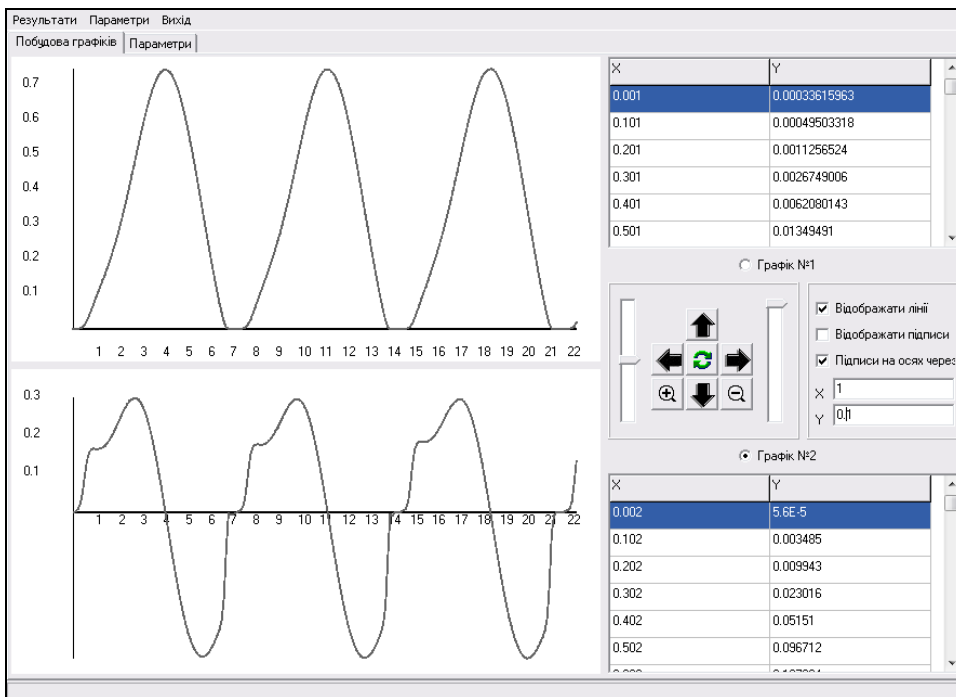 Результати Параметри Вихід
Побудова графіків Параметри
0.7
0.6
0.5
0.4
0.3
0.2
0.1
1 2 3 4 5 6 7 8 9 10 11 12 13 14 15 16 17 18 19 20 21 22
0.3
0.2
0.1
1 2 3 4 5 6 7 8 9 10 11 12 13 14 15 16 17 18 19 20 21 22
X Y
0.001 0.00033615963
0.101 0.00049503318
0.201 0.0011256524
0.301 0.0026749006
0.401 0.0062080143
0.501 0.01349491
Графік №1
Відображати лінії
Відображати підписи
Підписи на осях через
X 1
Y 0.1
Графік №2
X Y
0.002 5.6E-5
0.102 0.003485
0.202 0.009943
0.302 0.023016
0.402 0.05151
0.502 0.096712